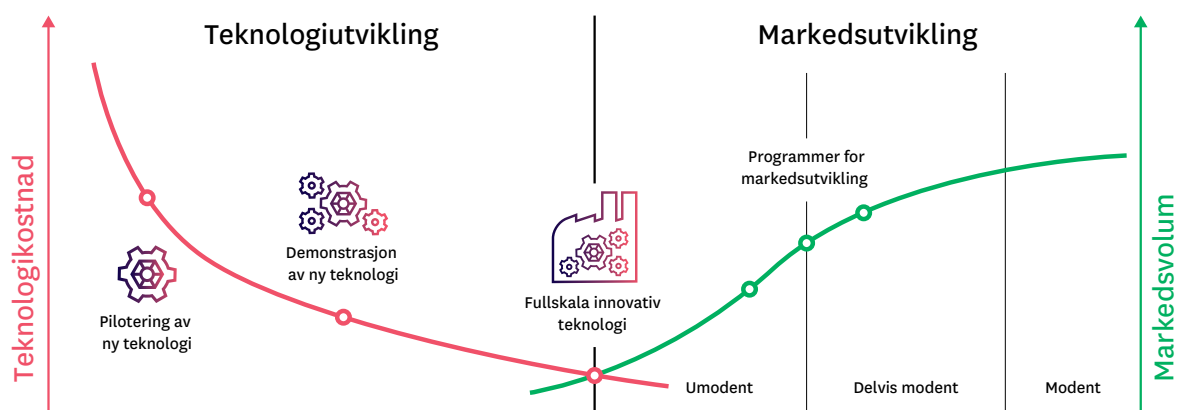 Teknologiutvikling
Markedsutvikling
Teknologikostnad
Pilotering av
ny teknologi
Demonstrasjon
av ny teknologi
Fullskala innovativ
teknologi
Programmer for
markedsutvikling
Umodent
Delvis modent
Modent
Markedsvolum